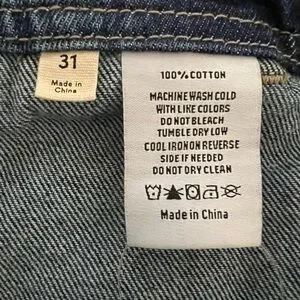 31
Made in
China
100% COTTON
MACHINE WASH COLD
WITH LIKE COLORS
DO NOT BLEACH
TUMBLE DRY LOW
COOL IRON ON REVERSE
SIDE IF NEEDED
DO NOT DRY CLEAN
Made in China